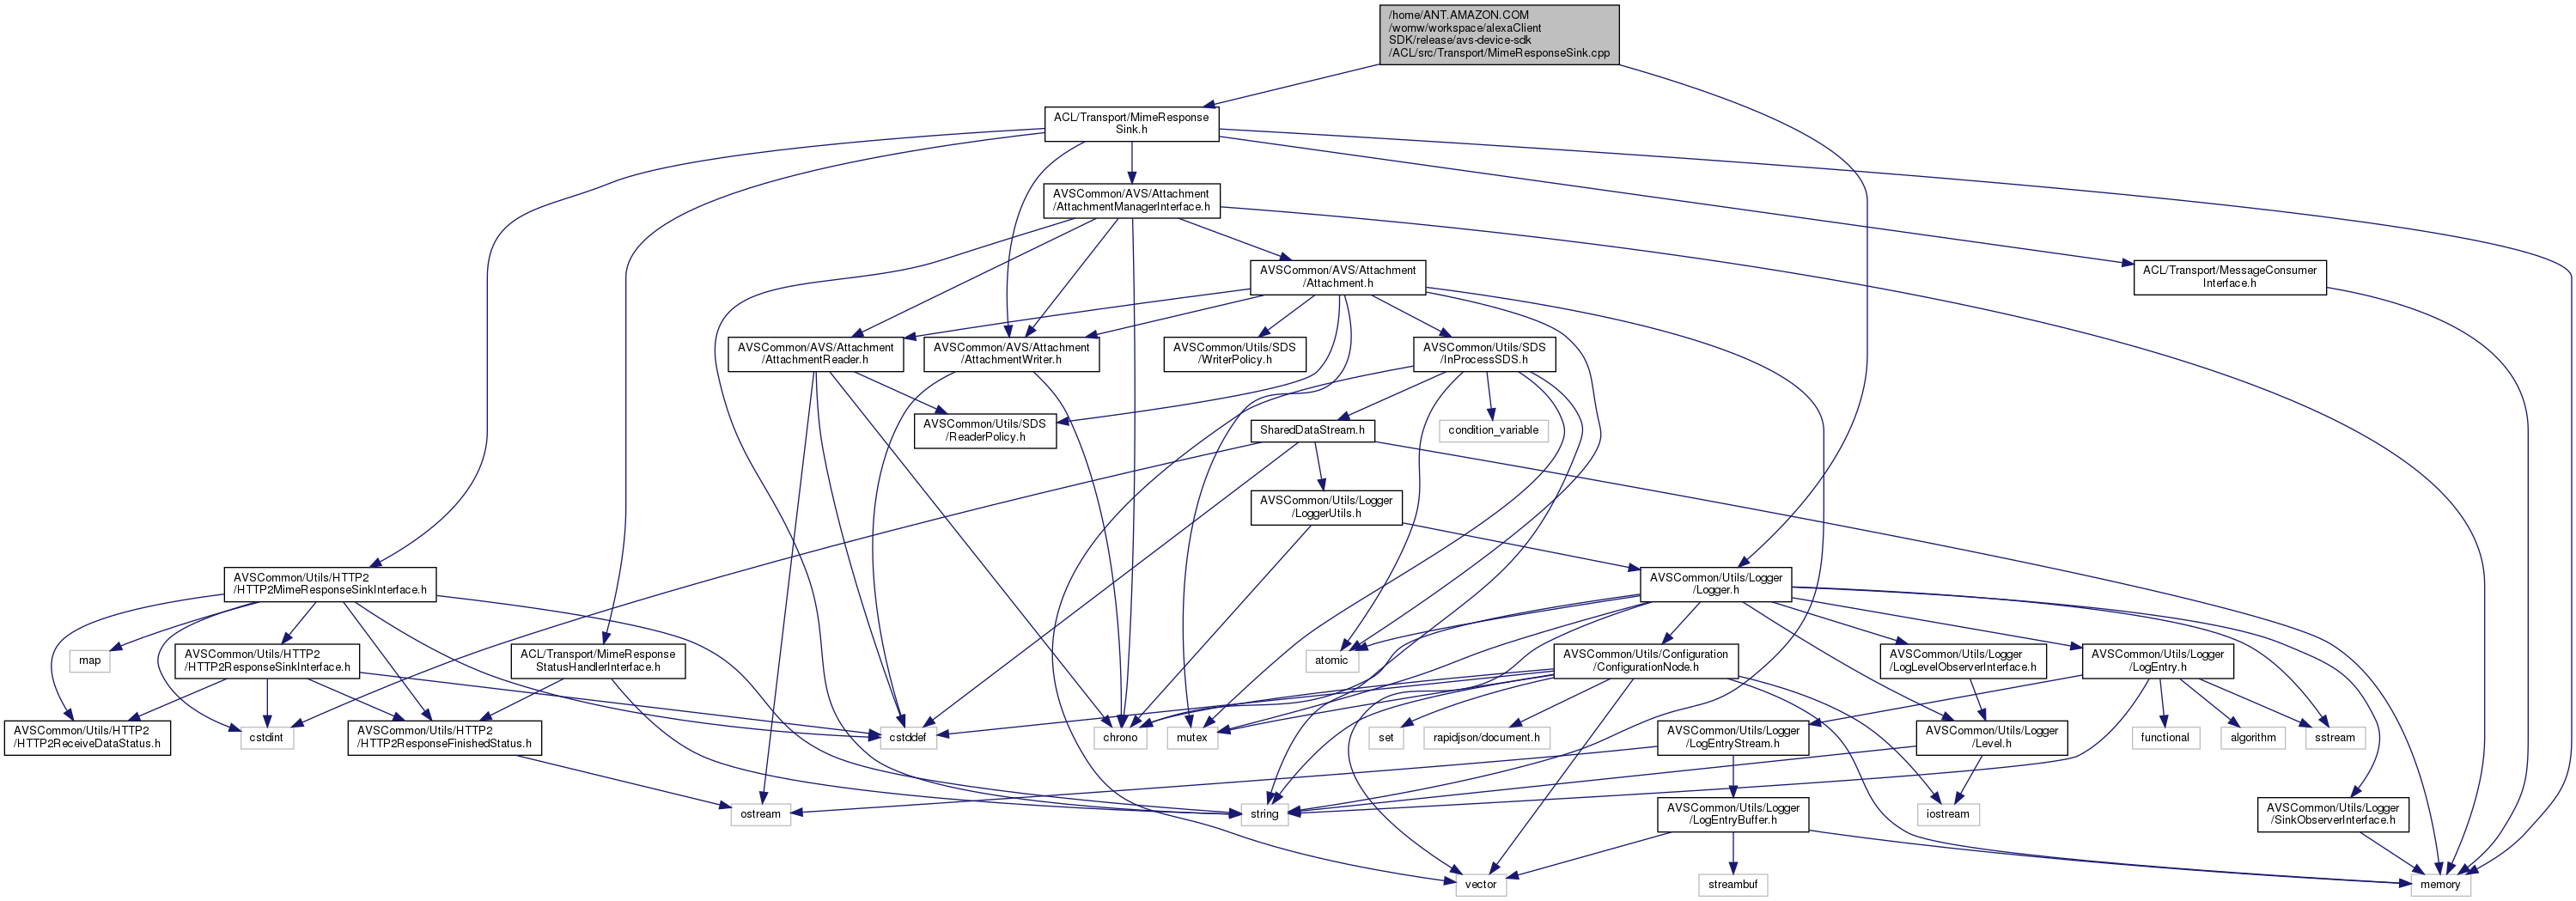 /home/ANT.AMAZON.COM
/womw/workspace/alexaClient
SDK/release/avs-device-sdk
/ACL/src/Transport/MimeResponseSink.cpp
ACL/Transport/MimeResponse
Sink.h
AVSCommon/AVS/Attachment
/AttachmentManagerInterface.h
AVSCommon/AVS/Attachment
/Attachment.h
ACL/Transport/MessageConsumer
Interface.h
AVSCommon/AVS/Attachment
/AttachmentReader.h
AVSCommon/AVS/Attachment
/AttachmentWriter.h
AVSCommon/Utils/SDS
/WriterPolicy.h
AVSCommon/Utils/SDS
/InProcessSDS.h
AVSCommon/Utils/SDS
/ReaderPolicy.h
SharedDataStream.h
condition_variable
AVSCommon/Utils/Logger
/LoggerUtils.h
AVSCommon/Utils/HTTP2
/HTTP2MimeResponseSinkInterface.h
AVSCommon/Utils/Logger
/Logger.h
map
AVSCommon/Utils/HTTP2
/HTTP2ResponseSinkInterface.h
ACL/Transport/MimeResponse
StatusHandlerInterface.h
atomic
AVSCommon/Utils/Configuration
/ConfigurationNode.h
AVSCommon/Utils/Logger
/LogLevelObserverInterface.h
AVSCommon/Utils/Logger
/LogEntry.h
AVSCommon/Utils/HTTP2
/HTTP2ReceiveDataStatus.h
cstdint
AVSCommon/Utils/HTTP2
/HTTP2ResponseFinishedStatus.h
cstddef
chrono
mutex
set
rapidjson/document.h
AVSCommon/Utils/Logger
/LogEntryStream.h
AVSCommon/Utils/Logger
/Level.h
functional
algorithm
sstream
ostream
string
AVSCommon/Utils/Logger
/LogEntryBuffer.h
iostream
AVSCommon/Utils/Logger
/SinkObserverInterface.h
vector
streambuf
memory